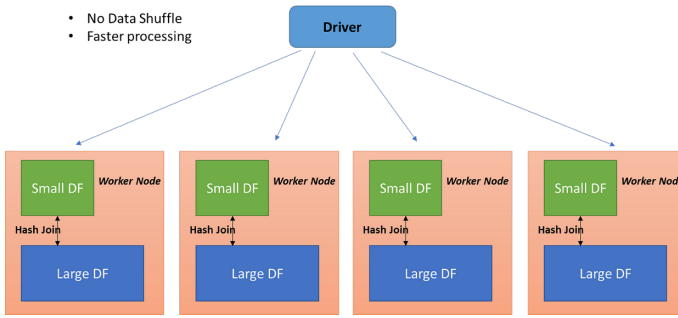 • No Data Shuffle
• Faster processing
Driver
Small DF
Worker Node
Hash Join
Large DF
Small DF
Worker Node
Hash Join
Large DF
Small DF
Worker Node
Hash Join
Large DF
Small DF
Worker Node
Hash Join
Large DF